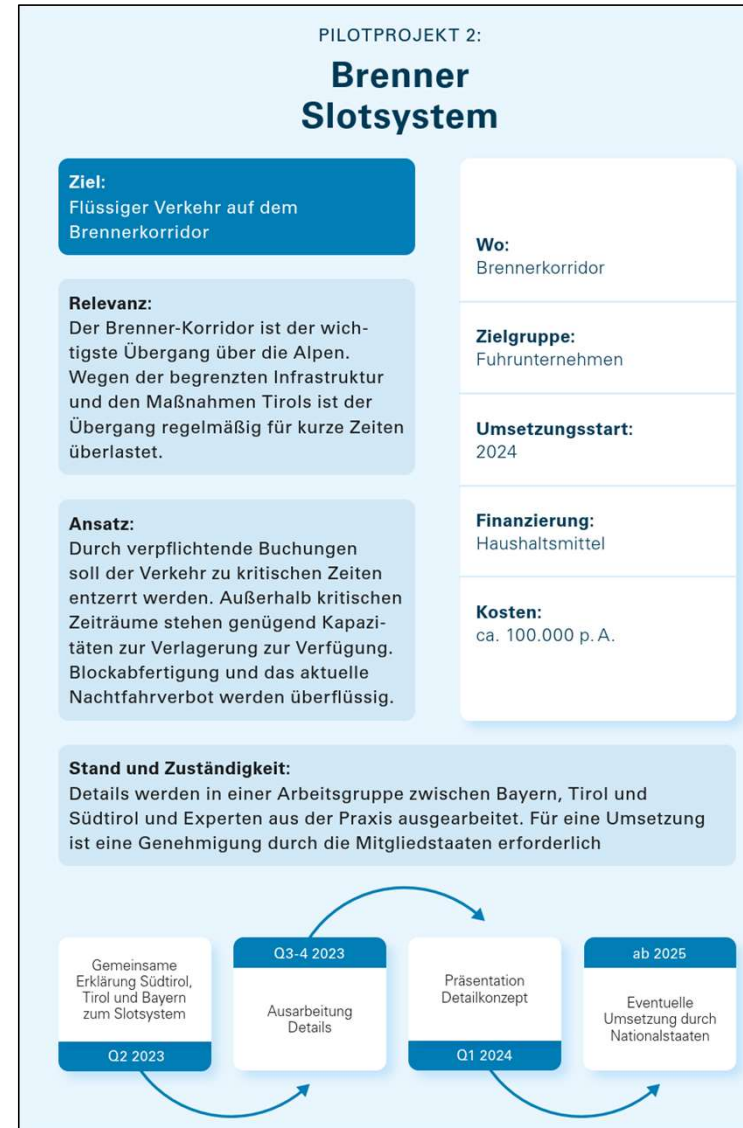 PILOTPROJEKT 2:
Brenner
Slotsystem
Ziel:
Flüssiger Verkehr auf dem
Brennerkorridor
Relevanz:
Der Brenner-Korridor ist der wich-
tigste Übergang über die Alpen.
Wegen der begrenzten Infrastruktur
und den Maßnahmen Tirols ist der
Übergang regelmäßig für kurze Zeiten
überlastet.
Ansatz:
Durch verpflichtende Buchungen
soll der Verkehr zu kritischen Zeiten
entzerrt werden. Außerhalb kritischen
Zeiträume stehen genügend Kapazi-
täten zur Verlagerung zur Verfügung.
Blockabfertigung und das aktuelle
Nachtfahrverbot werden überflüssig.
Wo:
Brennerkorridor
Zielgruppe:
Fuhrunternehmen
Umsetzungsstart:
2024
Finanzierung:
Haushaltsmittel
Kosten:
ca. 100.000 p. A.
Stand und Zuständigkeit:
Details werden in einer Arbeitsgruppe zwischen Bayern, Tirol und
Südtirol und Experten aus der Praxis ausgearbeitet. Für eine Umsetzung
ist eine Genehmigung durch die Mitgliedstaaten erforderlich
Gemeinsame
Erklärung Südtirol,
Tirol und Bayern
zum Slotsystem
Q2 2023
Q3-4 2023
Ausarbeitung
Details
Präsentation
Detailkonzept
Q1 2024
ab 2025
Eventuelle
Umsetzung durch
Nationalstaaten